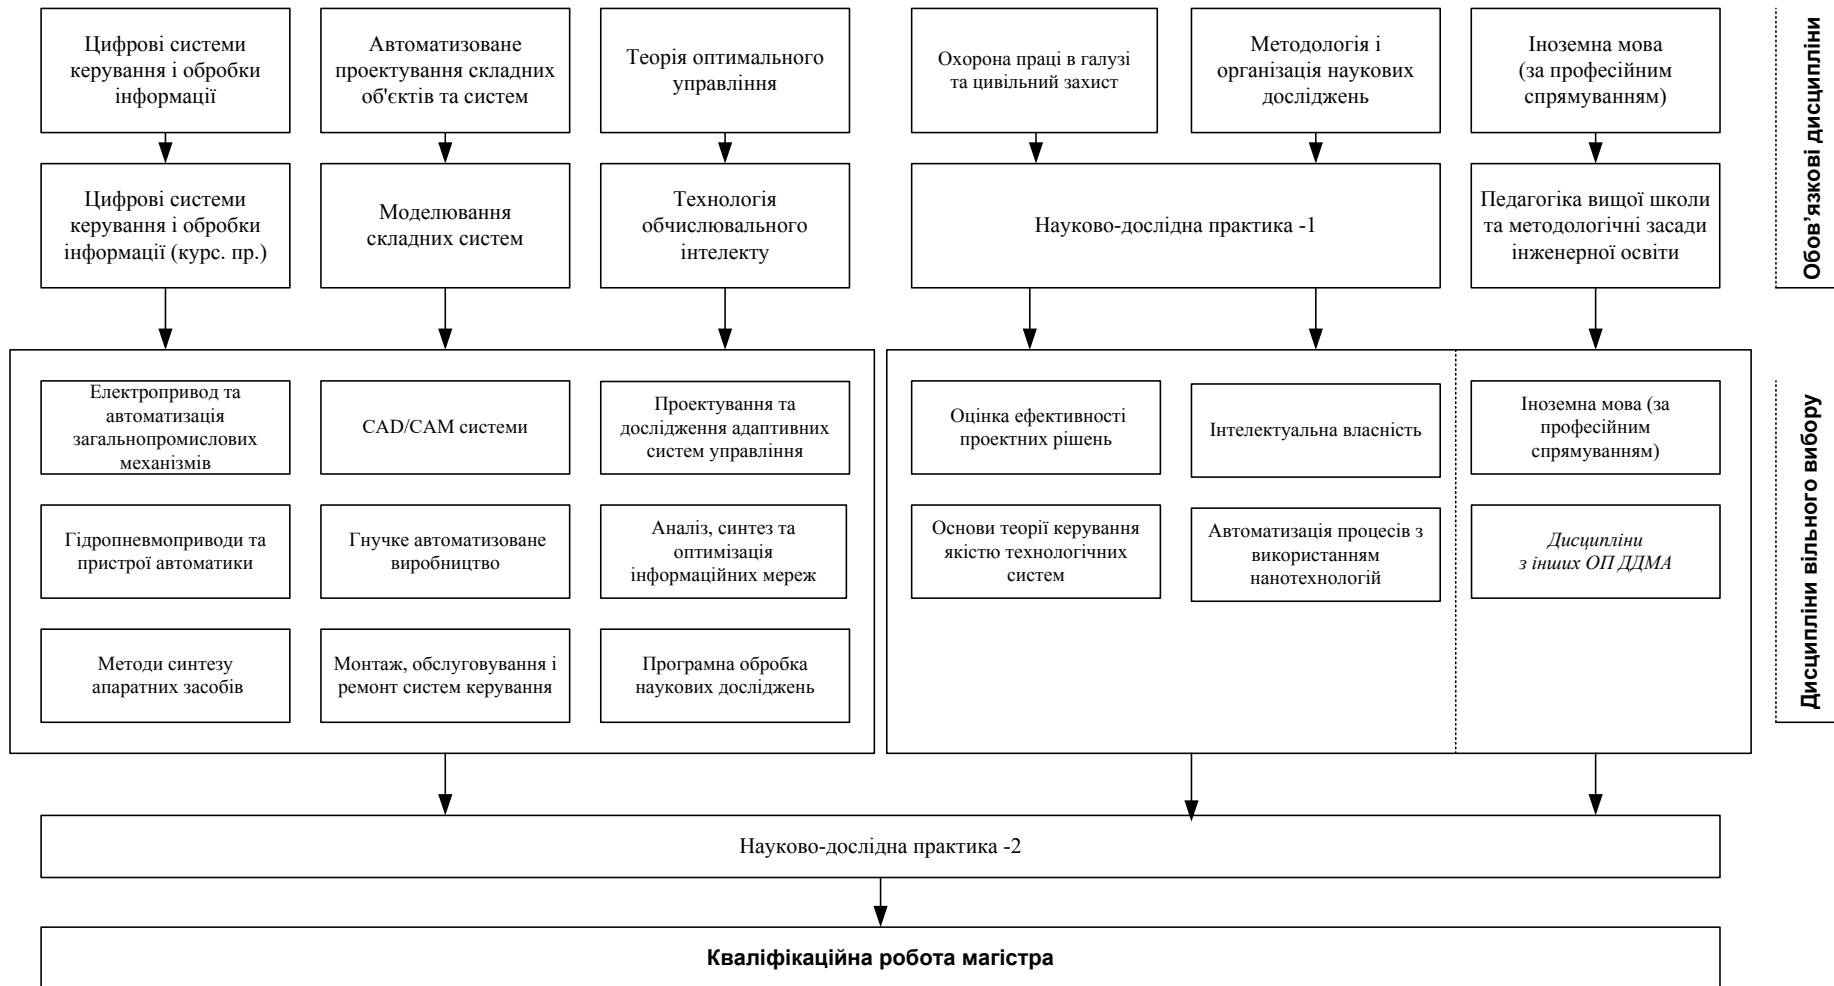 Цифрові системи
керування і обробки
інформації
Автоматизоване
проектування складних
об'єктів та систем
Теорія оптимального
управління
Охорона праці в галузі
та цивільний захист
Методологія і
організація наукових
досліджень
Іноземна мова
(за професійним
спрямуванням)
Обов’язкові дисципліни
Цифрові системи
керування і обробки
інформації (курс. пр.)
Моделювання
складних систем
Технологія
обчислювального
інтелекту
Науково-дослідна практика -1
Педагогіка вищої школи
та методологічні засади
інженерної освіти
Електропривод та
автоматизація
загальнопромислових
механізмів
CAD/CAM системи
Проектування та
дослідження адаптивних
систем управління
Оцінка ефективності
проектних рішень
Інтелектуальна власність
Іноземна мова (за
професійним
спрямуванням)
Дисципліни вільного вибору
Гідропневмоприводи та
пристрої автоматики
Гнучке автоматизоване
виробництво
Аналіз, синтез та
оптимізація
інформаційних мереж
Основи теорії керування
якістю технологічних
систем
Автоматизація процесів з
використанням
нанотехнологій
Дисципліни
з інших ОП ДДМА
Методи синтезу
апаратних засобів
Монтаж, обслуговування і
ремонт систем керування
Програмна обробка
наукових досліджень
Науково-дослідна практика -2
Кваліфікаційна робота магістра